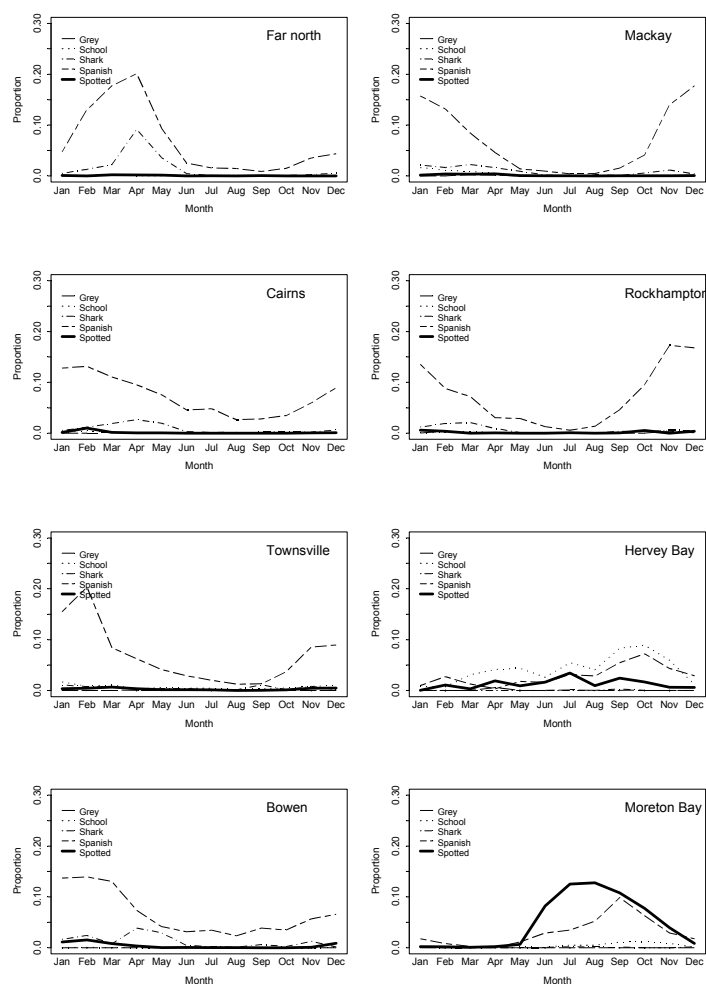 Far north
Grey
School
Shark
Spanish
Spotted
Proportion
0.30
0.20
0.10
0.0
Jan Feb Mar Apr May Jun Jul Aug Sep Oct Nov Dec
Month
Mackay
Grey
School
Shark
Spanish
Spotted
Proportion
0.30
0.20
0.10
0.0
Jan Feb Mar Apr May Jun Jul Aug Sep Oct Nov Dec
Month
Cairns
Grey
School
Shark
Spanish
Spotted
Proportion
0.30
0.20
0.10
0.0
Jan Feb Mar Apr May Jun Jul Aug Sep Oct Nov Dec
Month
Rockhampton
Grey
School
Shark
Spanish
Spotted
Proportion
0.30
0.20
0.10
0.0
Jan Feb Mar Apr May Jun Jul Aug Sep Oct Nov Dec
Month
Townsville
Grey
School
Shark
Spanish
Spotted
Proportion
0.30
0.20
0.10
0.0
Jan Feb Mar Apr May Jun Jul Aug Sep Oct Nov Dec
Month
Hervey Bay
Grey
School
Shark
Spanish
Spotted
Proportion
0.30
0.20
0.10
0.0
Jan Feb Mar Apr May Jun Jul Aug Sep Oct Nov Dec
Month
Bowen
Grey
School
Shark
Spanish
Spotted
Proportion
0.30
0.20
0.10
0.0
Jan Feb Mar Apr May Jun Jul Aug Sep Oct Nov Dec
Month
Moreton Bay
Grey
School
Shark
Spanish
Spotted
Proportion
0.30
0.20
0.10
0.0
Jan Feb Mar Apr May Jun Jul Aug Sep Oct Nov Dec
Month